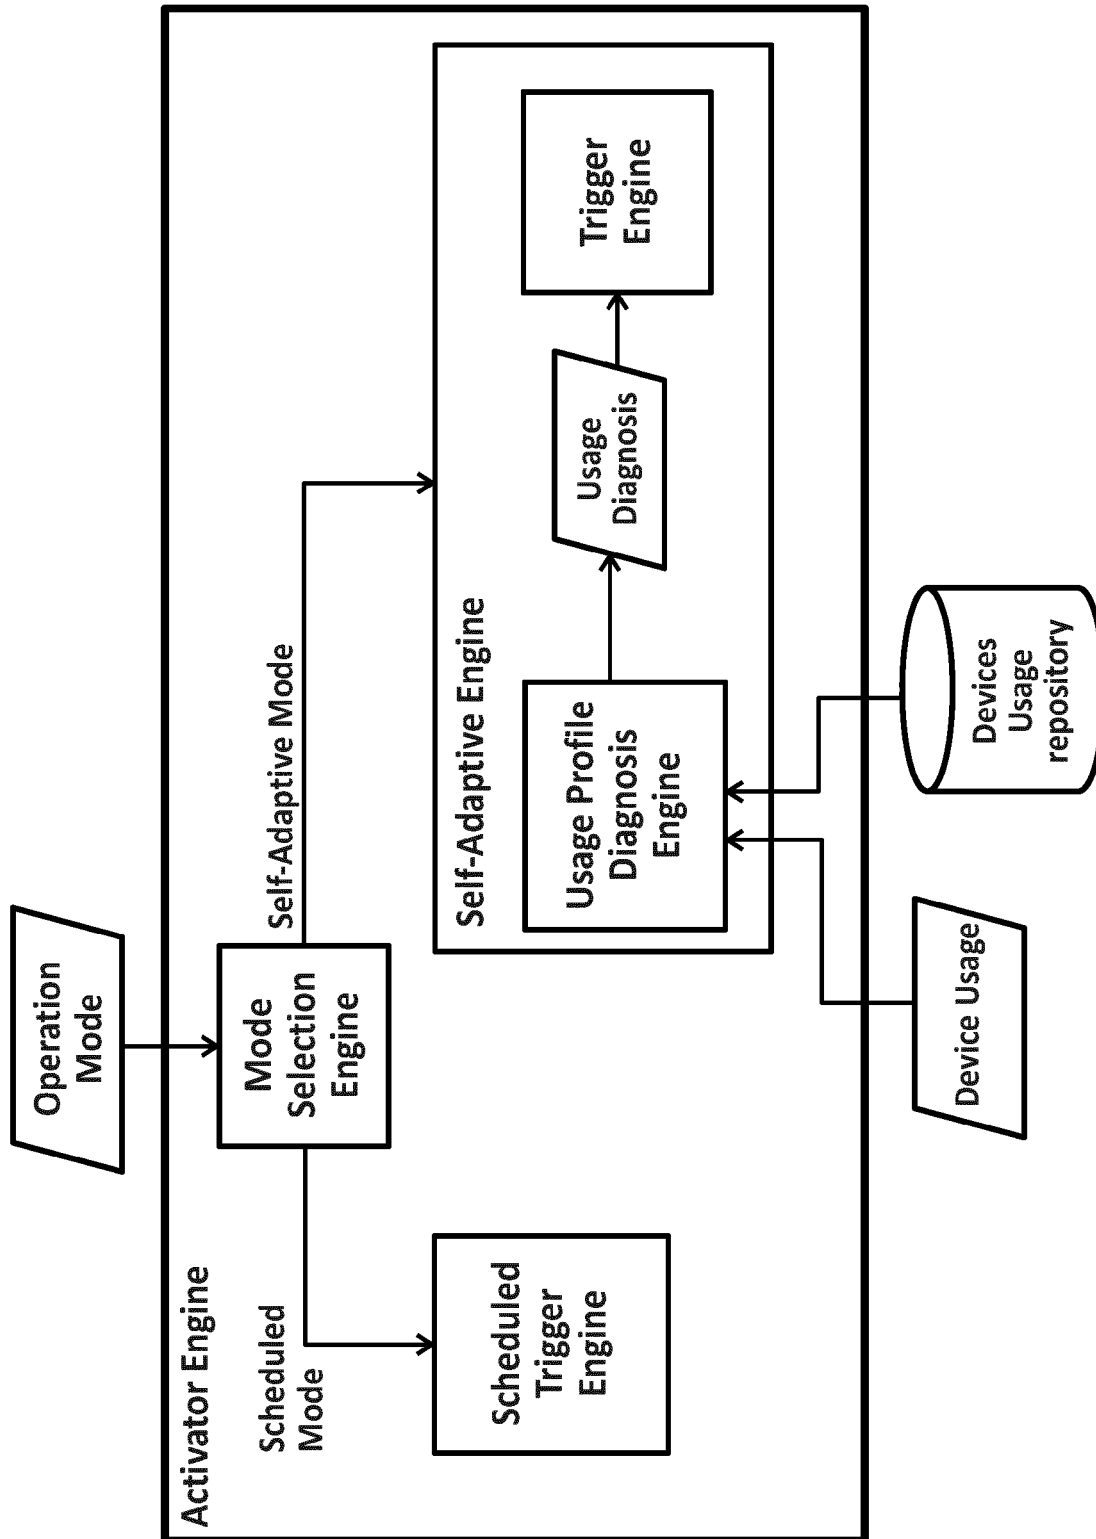 Operation
Mode
Activator Engine
Mode
Selection
Engine
Scheduled
Mode
Self-Adaptive Mode
Scheduled
Trigger
Engine
Self-Adaptive Engine
Usage Profile
Diagnosis
Engine
Usage
Diagnosis
Trigger
Engine
Device Usage
Devices
Usage
repository